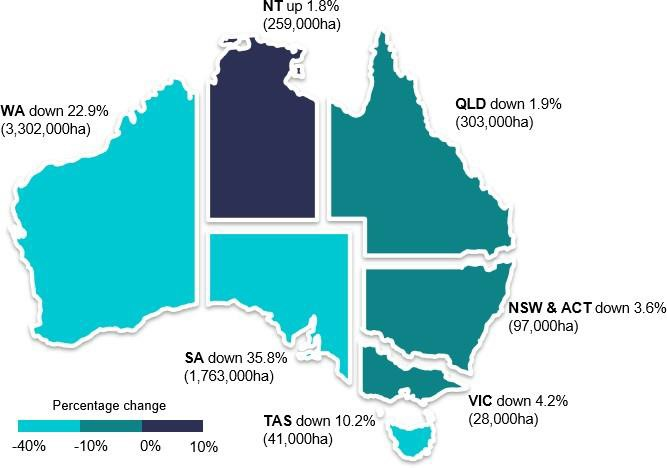 NT up 1.8%
(259,000ha)
WA down 22.9%
(3,302,000ha)
QLD down 1.9%
(303,000ha)
NSW & ACT down 3.6%
(97,000ha)
SA down 35.8%
(1,763,000ha)
VIC down 4.2%
(28,000ha)
TAS down 10.2%
(41,000ha)
Percentage change
-40% -10% 0% 10%